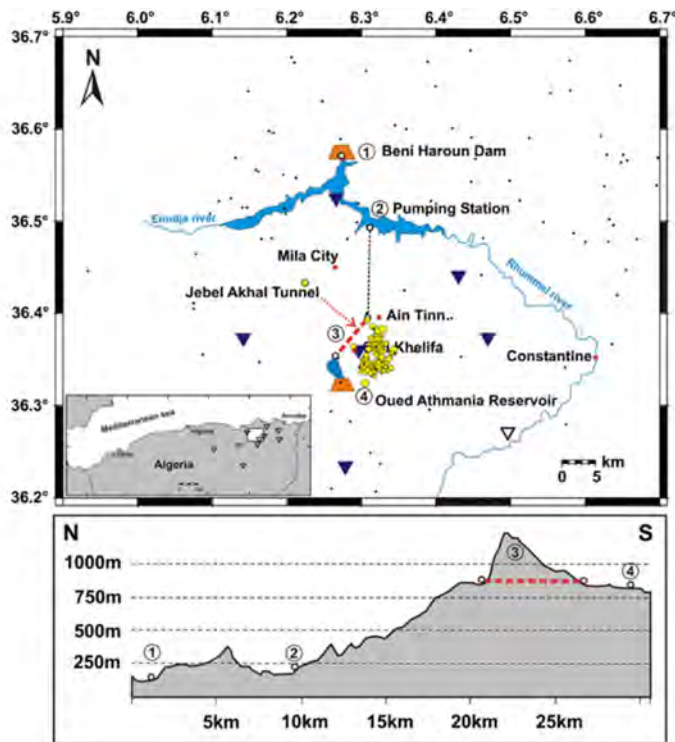 5.9° 6.0° 6.1° 6.2° 6.3° 6.4° 6.5° 6.6° 6.7°
36.7°
N
36.6°
① Beni Haroun Dam
36.5°
② Pumping Station
river
Rhummel river
Mila City
36.4°
Jebel Akhal Tunnel
Ain Tinn..
③
Khelifa
Constantine
36.3°
④ Oued Athmania Reservoir
Mediterranean sea
Algeria
0 5
km
36.2°
N
S
1000m
③
④
750m
500m
①
②
250m
5km 10km 15km 20km 25km